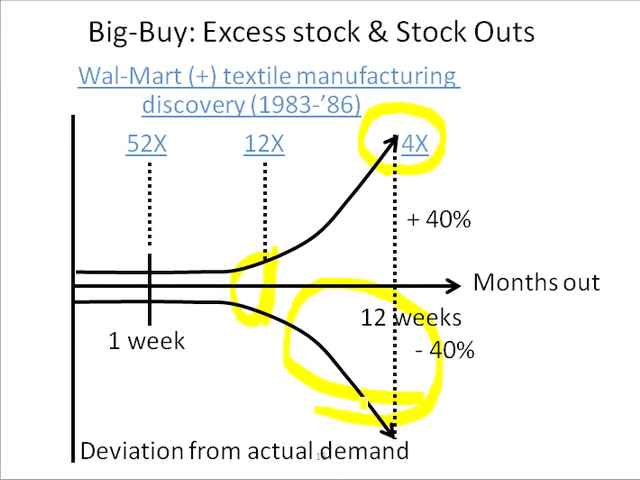 Big-Buy: Excess stock & Stock Outs
Wal-Mart (+) textile manufacturing
discovery (1983-'86)
52X
12X
4X
+ 40%
Months out
12 weeks
1 week
- 40%
Deviation from actual demand